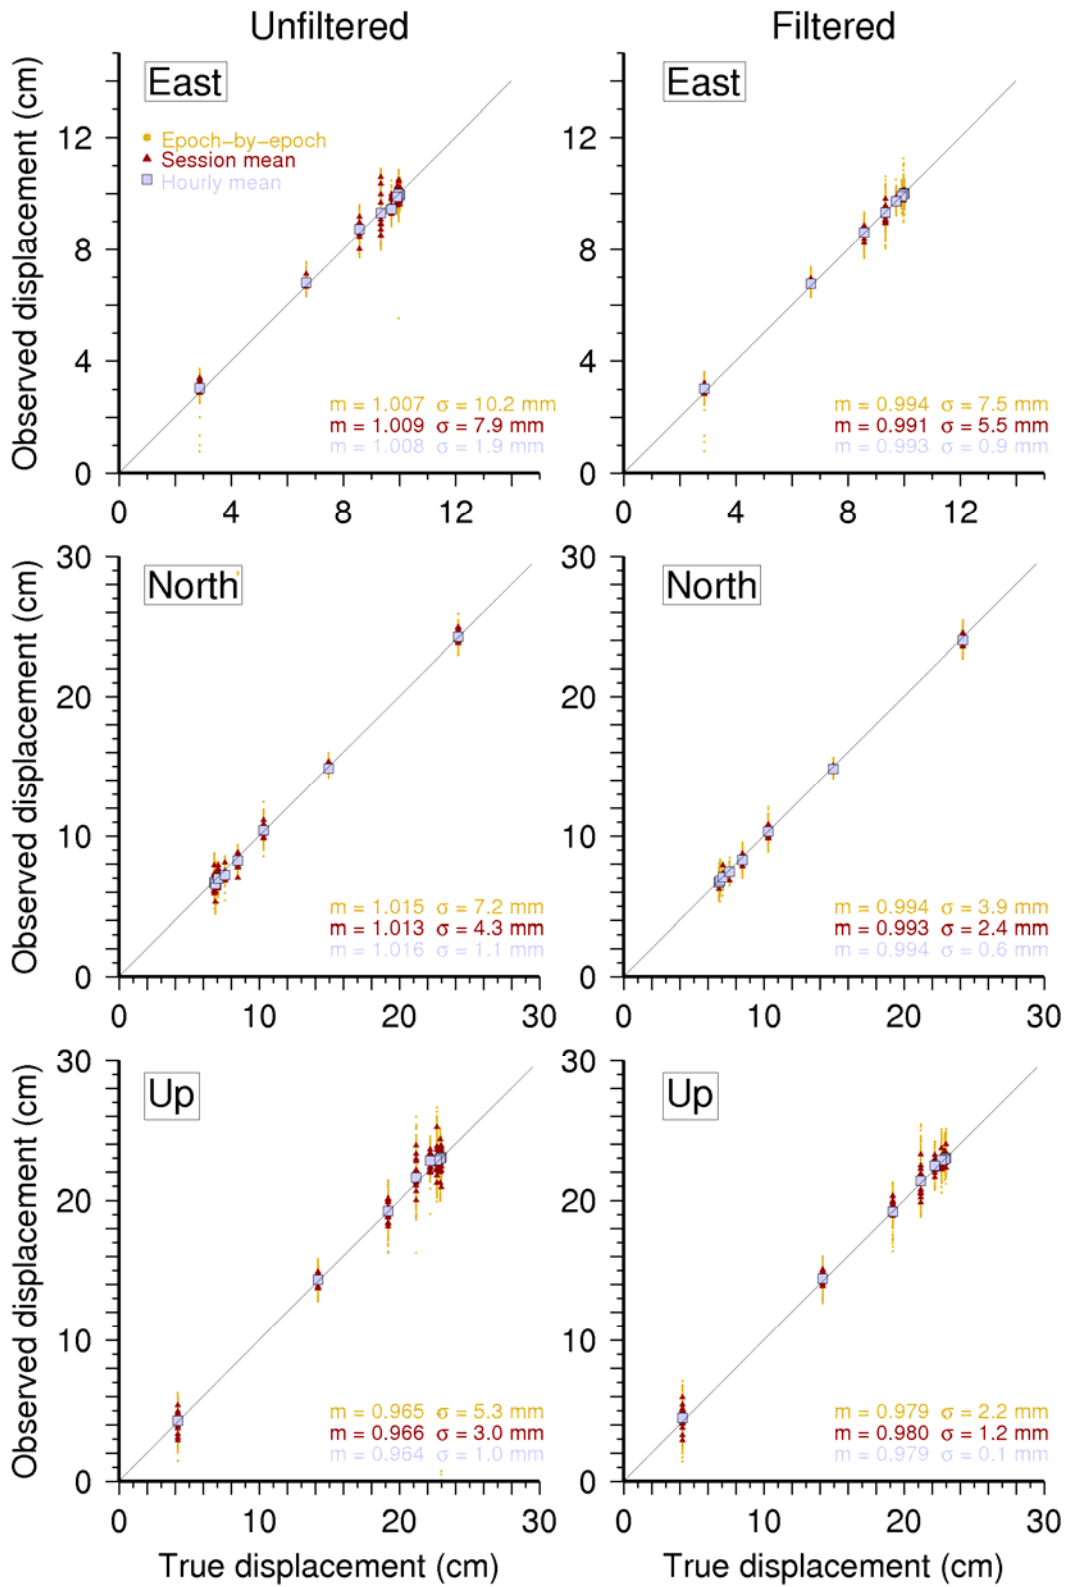 Unfiltered
Filtered
East
Epoch-by-epoch
Session mean
Hourly mean
m = 1.007 σ = 10.2 mm
m = 1.009 σ = 7.9 mm
m = 1.008 σ = 1.9 mm
Observed displacement (cm)
12
8
4
0
0 4 8 12
East
m = 0.994 σ = 7.5 mm
m = 0.991 σ = 5.5 mm
m = 0.993 σ = 0.9 mm
12
8
4
0
0 4 8 12
North
m = 1.015 σ = 7.2 mm
m = 1.013 σ = 4.3 mm
m = 1.016 σ = 1.1 mm
Observed displacement (cm)
30
20
10
0
0 10 20 30
North
m = 0.994 σ = 3.9 mm
m = 0.993 σ = 2.4 mm
m = 0.994 σ = 0.6 mm
30
20
10
0
0 10 20 30
Up
m = 0.965 σ = 5.3 mm
m = 0.966 σ = 3.0 mm
m = 0.964 σ = 1.0 mm
Observed displacement (cm)
30
20
10
0
0 10 20 30
True displacement (cm)
Up
m = 0.979 σ = 2.2 mm
m = 0.980 σ = 1.2 mm
m = 0.979 σ = 0.1 mm
30
20
10
0
0 10 20 30
True displacement (cm)